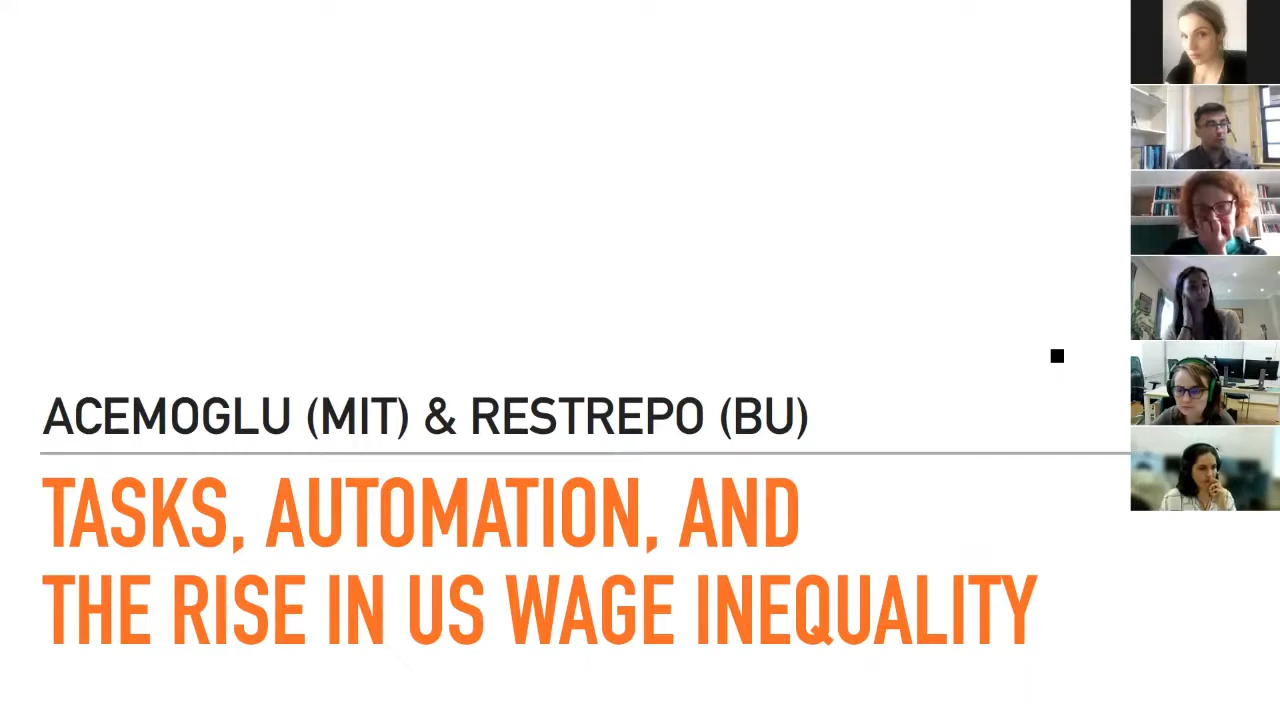 ACEMOGLU (MIT) & RESTREPO (BU)
TASKS, AUTOMATION, AND
THE RISE IN US WAGE INEQUALITY